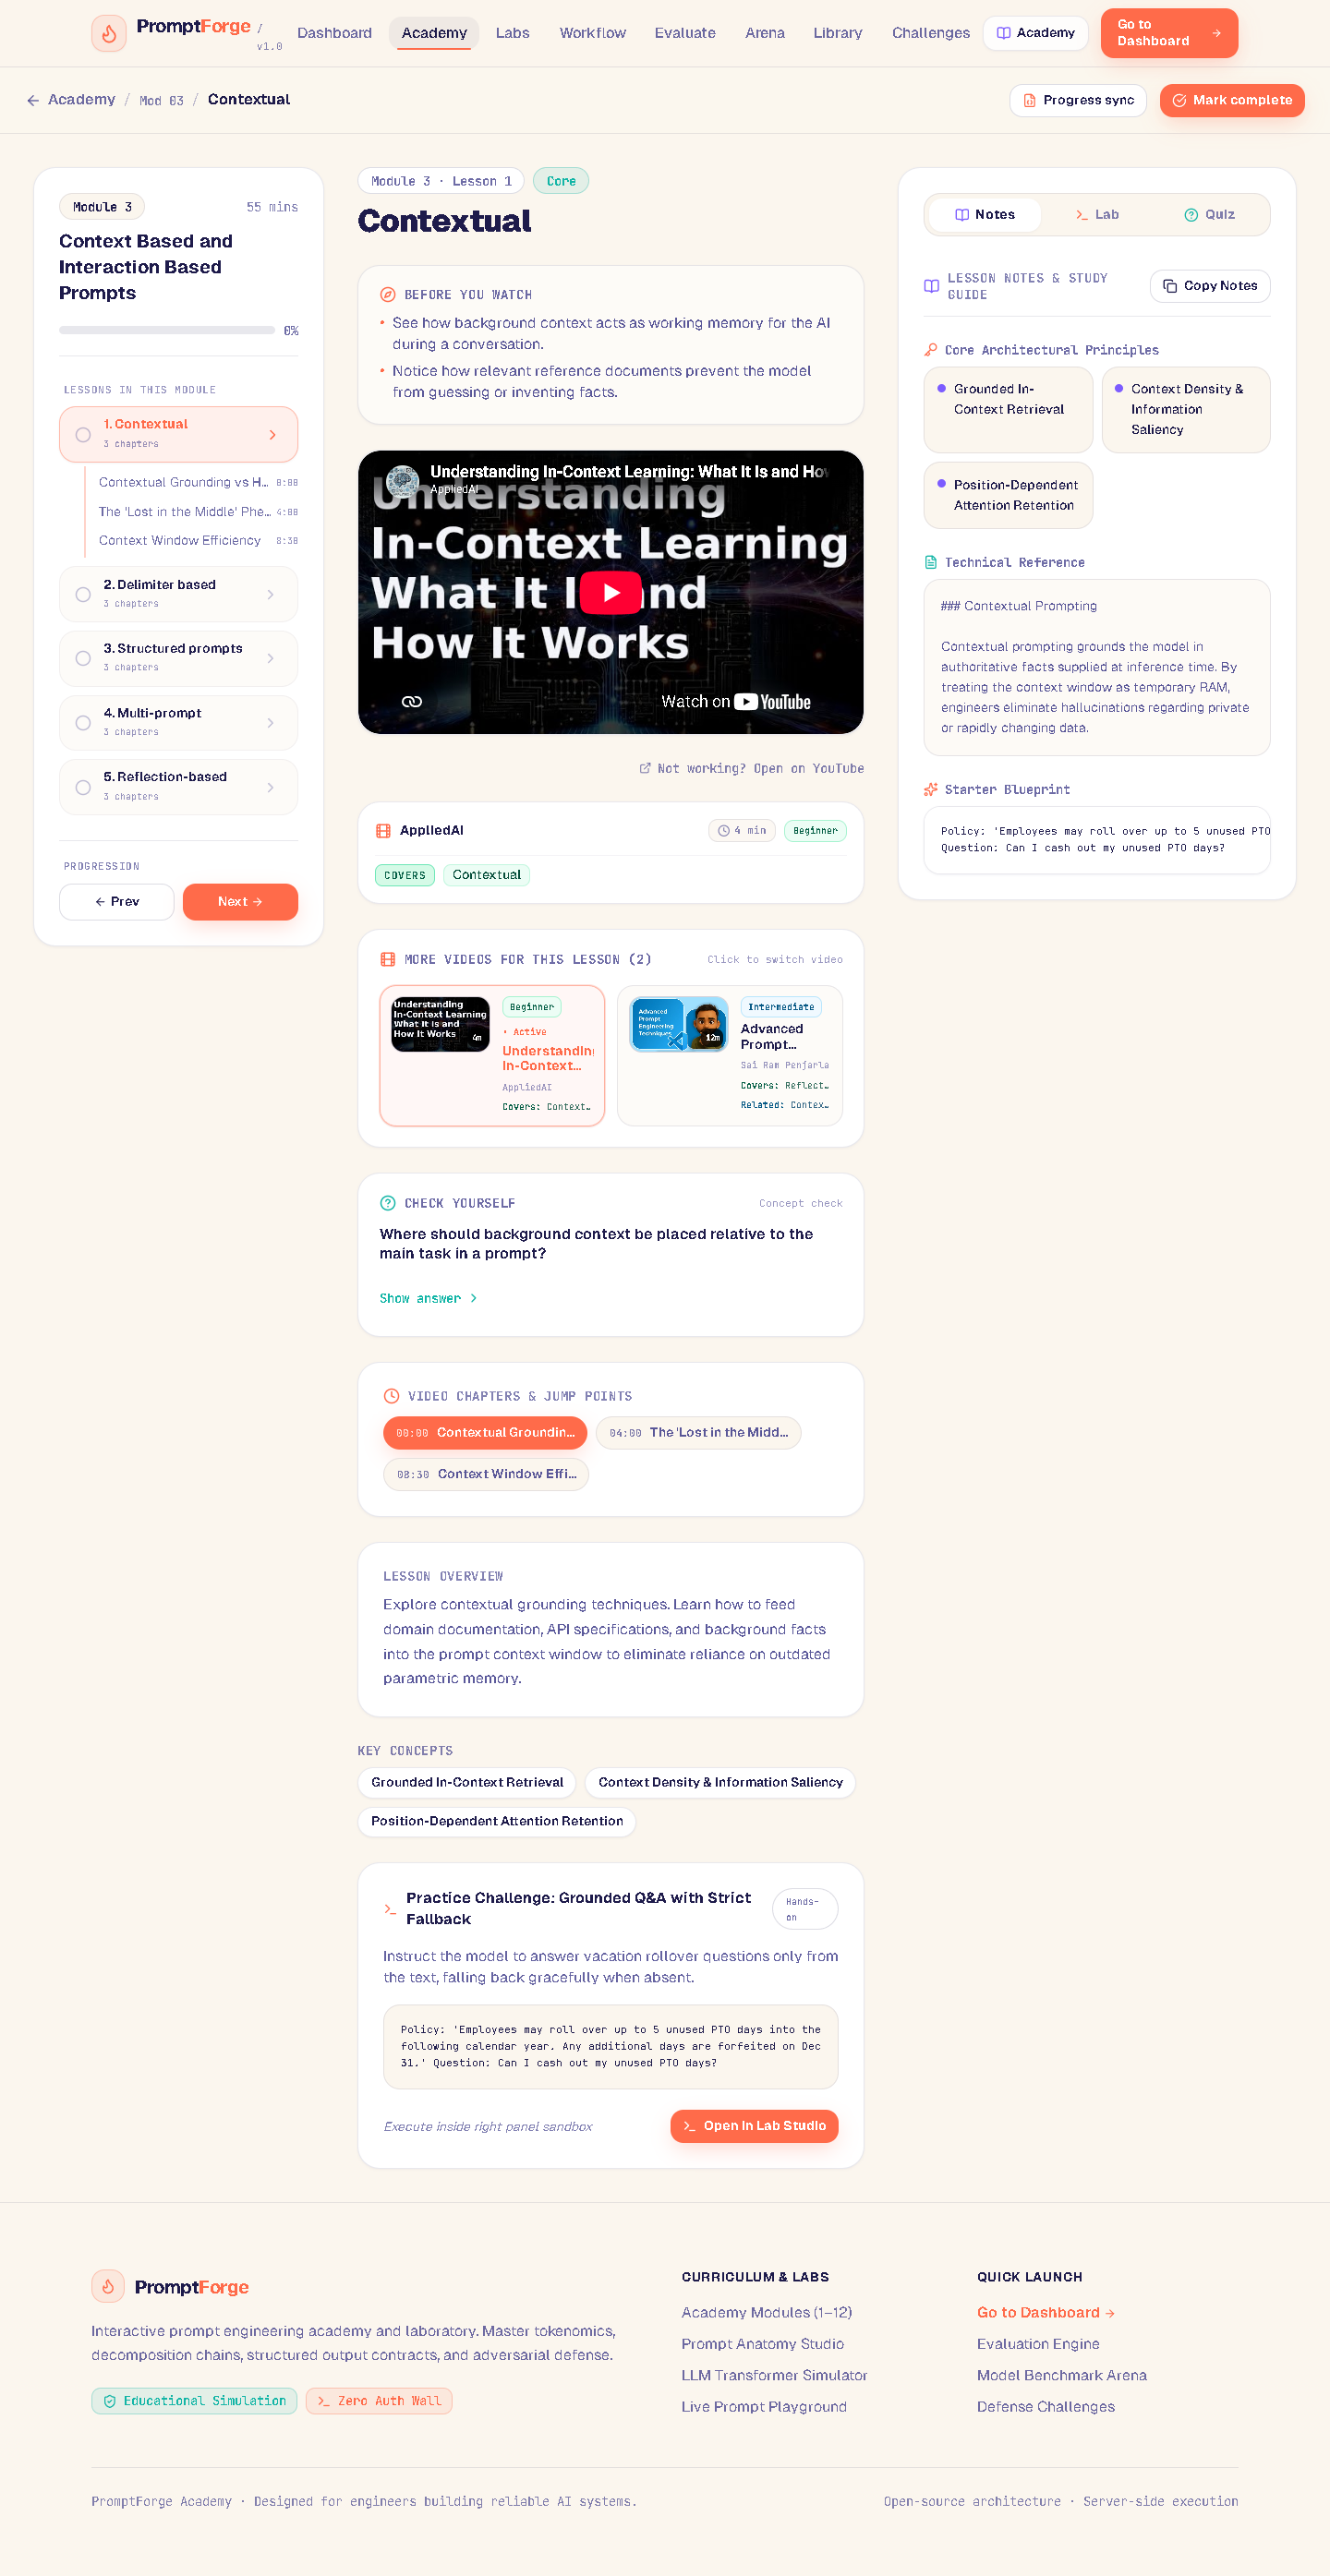 PromptForge / v1.0
Dashboard
Academy
Labs
Workflow
Evaluate
Arena
Library
Challenges
Academy
Go to
Dashboard →
← Academy / Mod 03 / Contextual
Progress sync
Mark complete
Module 3
55 mins
Context Based and
Interaction Based
Prompts
0%
LESSONS IN THIS MODULE
1. Contextual
3 chapters
Contextual Grounding vs H… 0:00
The 'Lost in the Middle' Phe… 4:00
Context Window Efficiency 8:30
2. Delimiter based
3 chapters
3. Structured prompts
3 chapters
4. Multi-prompt
3 chapters
5. Reflection-based
3 chapters
PROGRESSION
← Prev
Next →
Module 3 · Lesson 1
Core
Contextual
BEFORE YOU WATCH
• See how background context acts as working memory for the AI
during a conversation.
• Notice how relevant reference documents prevent the model
from guessing or inventing facts.
Understanding In-Context Learning: What It Is and How
AppliedAI
Understanding
In-Context Learning
What It Is and
How It Works
Watch on YouTube
Not working? Open on YouTube
AppliedAI
4 min
Beginner
COVERS
Contextual
MORE VIDEOS FOR THIS LESSON (2)
Click to switch video
Understanding
In-Context Learning
What It Is and
How It Works
4m
Beginner
• Active
Understanding
In-Context…
AppliedAI
Covers: Context…
Advanced
Prompt
Engineering
Techniques
12m
Intermediate
Advanced
Prompt…
Sai Ram Penjarla
Covers: Reflect…
Related: Contex…
CHECK YOURSELF
Concept check
Where should background context be placed relative to the
main task in a prompt?
Show answer
VIDEO CHAPTERS & JUMP POINTS
00:00 Contextual Groundin…
04:00 The 'Lost in the Midd…
08:30 Context Window Effi…
LESSON OVERVIEW
Explore contextual grounding techniques. Learn how to feed
domain documentation, API specifications, and background facts
into the prompt context window to eliminate reliance on outdated
parametric memory.
KEY CONCEPTS
Grounded In-Context Retrieval
Context Density & Information Saliency
Position-Dependent Attention Retention
Practice Challenge: Grounded Q&A with Strict
Fallback
Hands-
on
Instruct the model to answer vacation rollover questions only from
the text, falling back gracefully when absent.
Policy: 'Employees may roll over up to 5 unused PTO days into the
following calendar year. Any additional days are forfeited on Dec
31.' Question: Can I cash out my unused PTO days?
Execute inside right panel sandbox
Open in Lab Studio
Notes
Lab
Quiz
LESSON NOTES & STUDY
GUIDE
Copy Notes
Core Architectural Principles
Grounded In-
Context Retrieval
Context Density &
Information
Saliency
Position-Dependent
Attention Retention
Technical Reference
### Contextual Prompting
Contextual prompting grounds the model in
authoritative facts supplied at inference time. By
treating the context window as temporary RAM,
engineers eliminate hallucinations regarding private
or rapidly changing data.
Starter Blueprint
Policy: 'Employees may roll over up to 5 unused PTO
Question: Can I cash out my unused PTO days?
PromptForge
Interactive prompt engineering academy and laboratory. Master tokenomics,
decomposition chains, structured output contracts, and adversarial defense.
Educational Simulation
Zero Auth Wall
CURRICULUM & LABS
Academy Modules (1–12)
Prompt Anatomy Studio
LLM Transformer Simulator
Live Prompt Playground
QUICK LAUNCH
Go to Dashboard →
Evaluation Engine
Model Benchmark Arena
Defense Challenges
PromptForge Academy · Designed for engineers building reliable AI systems.
Open-source architecture · Server-side execution